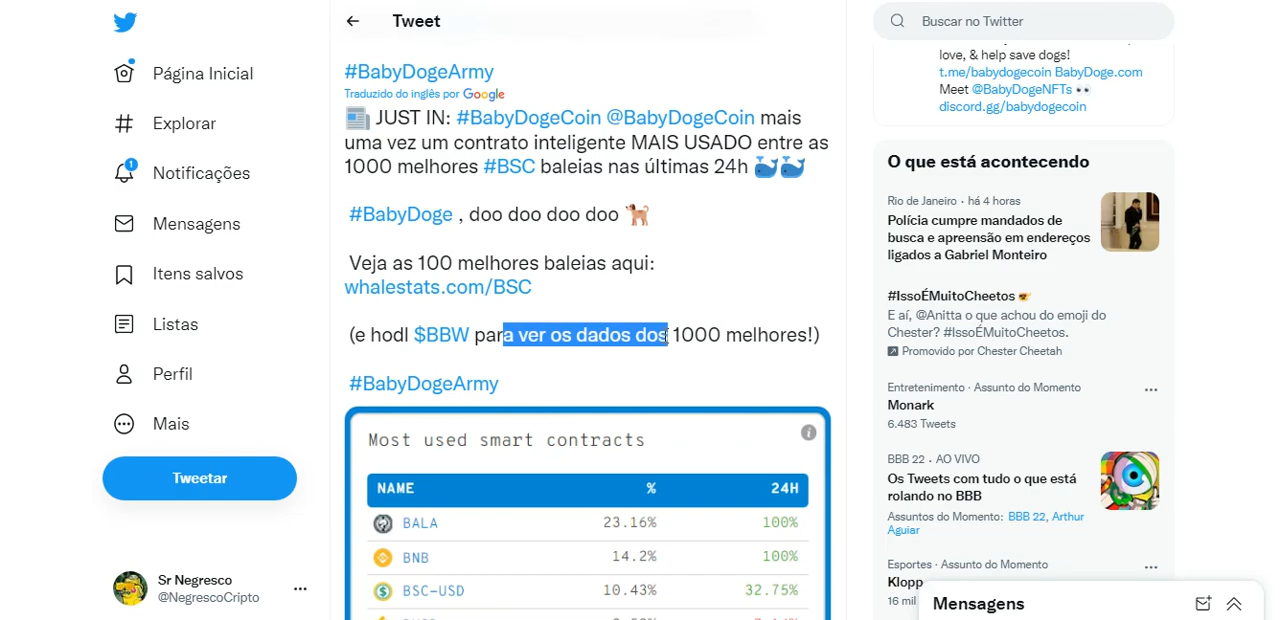 Tweet
Buscar no Twitter
Página Inicial
Explorar
1
Notificações
Mensagens
Itens salvos
Listas
Perfil
Mais
Tweetar
Sr Negresco
@NegrescoCripto
#BabyDogeArmy
Traduzido do inglês por Google
JUST IN: #BabyDogeCoin @BabyDogeCoin mais
uma vez um contrato inteligente MAIS USADO entre as
1000 melhores #BSC baleias nas últimas 24h
#BabyDoge , doo doo doo doo
Veja as 100 melhores baleias aqui:
whalestats.com/BSC
(e hodl $BBW para ver os dados dos 1000 melhores!)
#BabyDogeArmy
Most used smart contracts
NAME % 24H
BALA 23.16% 100%
BNB 14.2% 100%
BSC-USD 10.43% 32.75%
love, & help save dogs!
t.me/babydogecoin BabyDoge.com
Meet @BabyDogeNFTs
discord.gg/babydogecoin
O que está acontecendo
Rio de Janeiro · há 4 horas
Polícia cumpre mandados de
busca e apreensão em endereços
ligados a Gabriel Monteiro
#IssoÉMuitoCheetos
E aí, @Anitta o que achou do emoji do
Chester? #IssoÉMuitoCheetos.
Promovido por Chester Cheetah
Entretenimento · Assunto do Momento
Monark
6.483 Tweets
BBB 22 · AO VIVO
Os Tweets com tudo o que está
rolando no BBB
Assuntos do Momento: BBB 22, Arthur
Aguiar
Esportes · Assunto do Momento
Klopp
16 mil
Mensagens